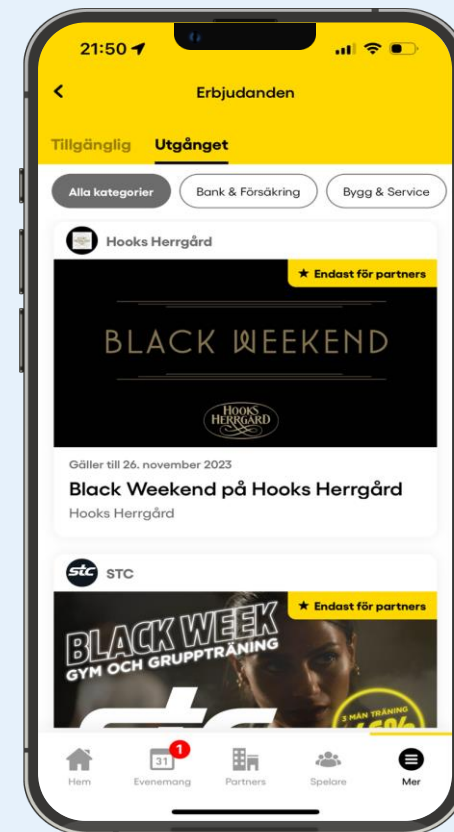 21:50
Erbjudanden
Tillgänglig Utgånget
Alla kategorier Bank & Försäkring Bygg & Service
Hooks Herrgård
★ Endast för partners
BLACK WEEKEND
HOOKS
HERRGÅRD
Gäller till 26. november 2023
Black Weekend på Hooks Herrgård
Hooks Herrgård
stc STC
★ Endast för partners
BLACK WEEK
GYM OCH GRUPPTRÄNING
stc
3 MÅN TRÄNING
31 1
Hem Evenemang Partners Spelare Mer